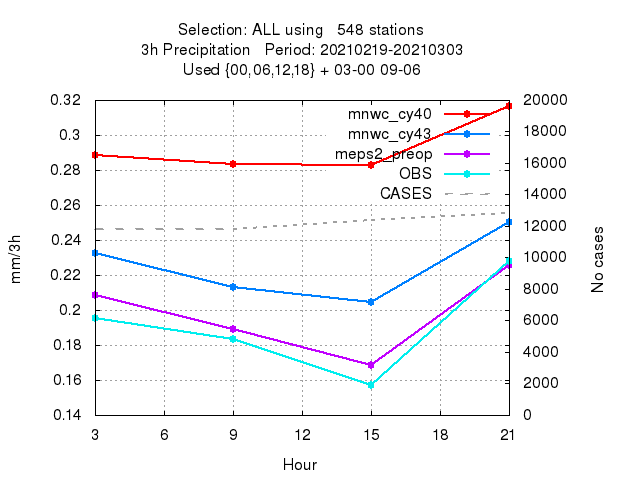 Selection: ALL using   548 stations
3h Precipitation   Period: 20210219-20210303
Used {00,06,12,18} + 03-00 09-06
0.32
0.3
0.28
0.26
0.24
0.22
0.2
0.18
0.16
0.14
mm/3h
mnwc_cy40
mnwc_cy43
meps2_preop
OBS
CASES
20000
18000
16000
14000
12000
10000
8000
6000
4000
2000
0
No cases
3 6 9 12 15 18 21
Hour